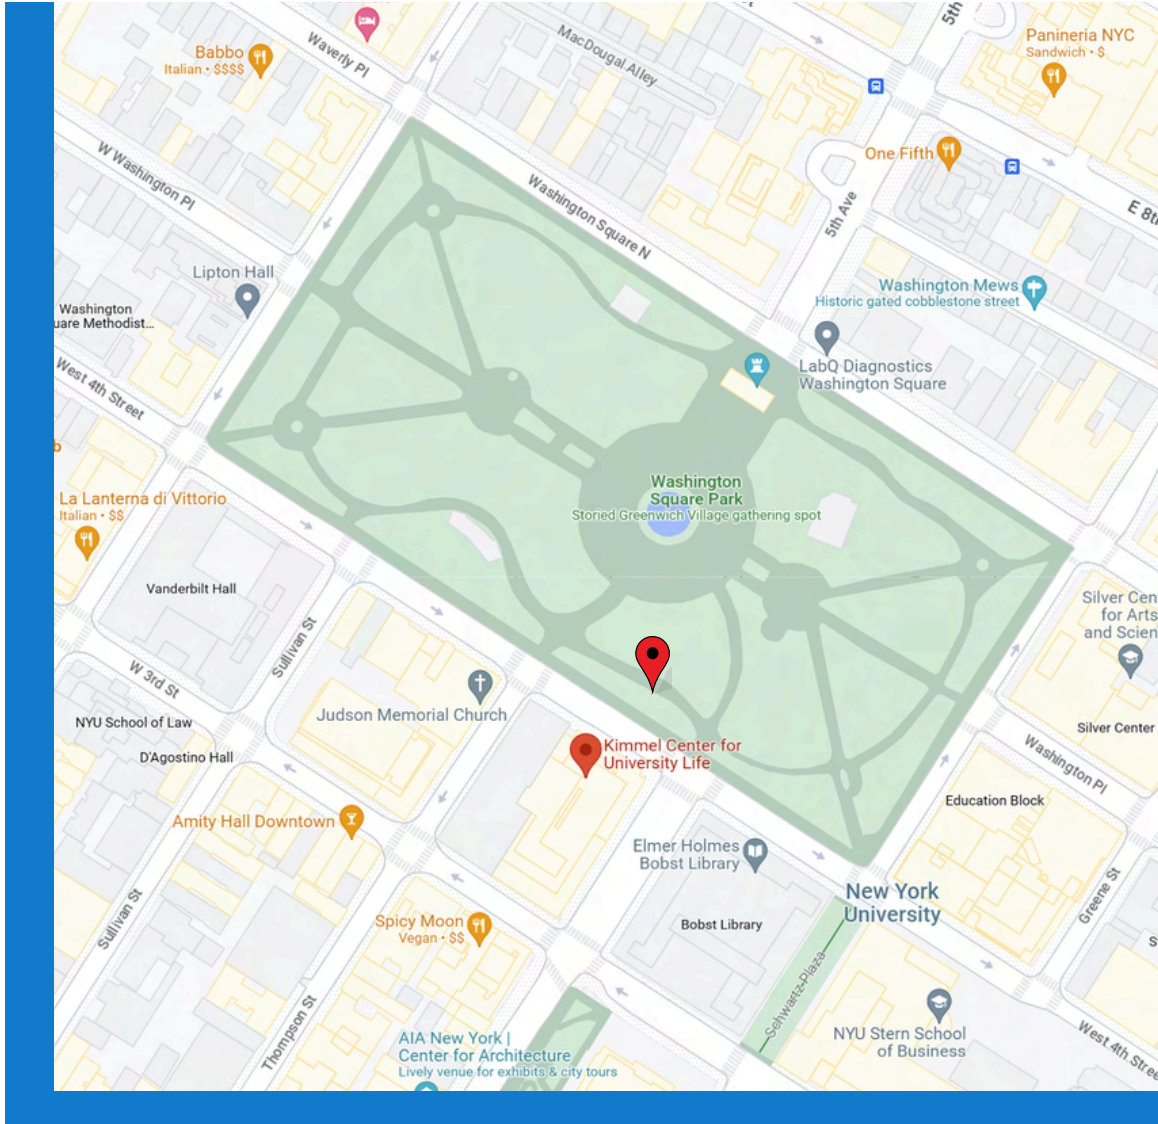 5th
Panineria NYC
Sandwich • $
MacDougal Alley
Waverly Pl
Babbo
Italian • $$$$
One Fifth
W Washington Pl
Washington Square N
5th Ave
E 8th
Lipton Hall
Washington Mews
Historic gated cobblestone street
Washington
uare Methodist...
LabQ Diagnostics
Washington Square
West 4th Street
b
La Lanterna di Vittorio
Italian • $$
Washington
Square Park
Storied Greenwich Village gathering spot
Vanderbilt Hall
Silver Cen
for Arts
and Scien
Sullivan St
W 3rd St
NYU School of Law
Judson Memorial Church
Silver Center
D'Agostino Hall
Kimmel Center for
University Life
Washington Pl
Education Block
Amity Hall Downtown
Elmer Holmes
Bobst Library
New York
University
Greene St
Sullivan St
Spicy Moon
Vegan • $$
Bobst Library
S
Schwartz Plaza
Thompson St
NYU Stern School
of Business
AIA New York |
Center for Architecture
Lively venue for exhibits & city tours
West 4th Stree